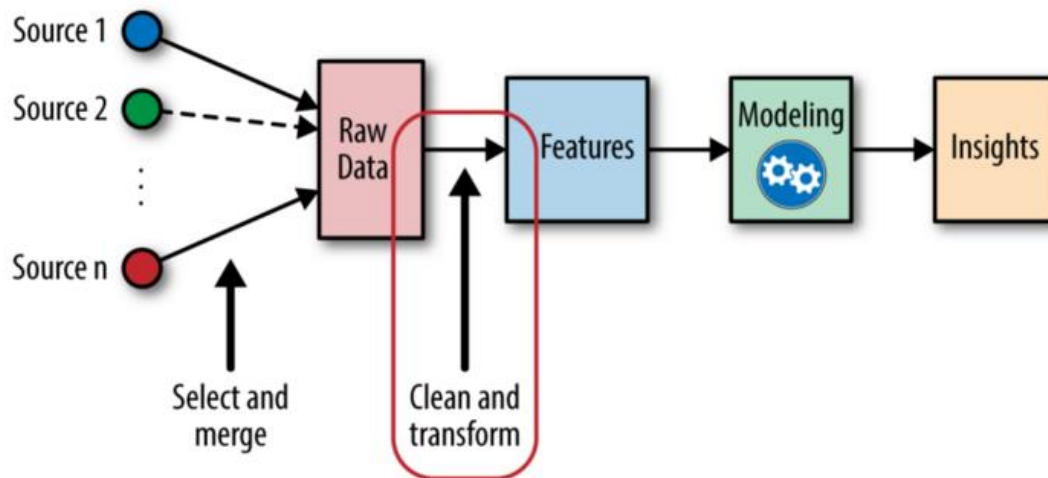 Source 1
Source 2
Source n
Select and
merge
Raw
Data
Clean and
transform
Features
Modeling
Insights